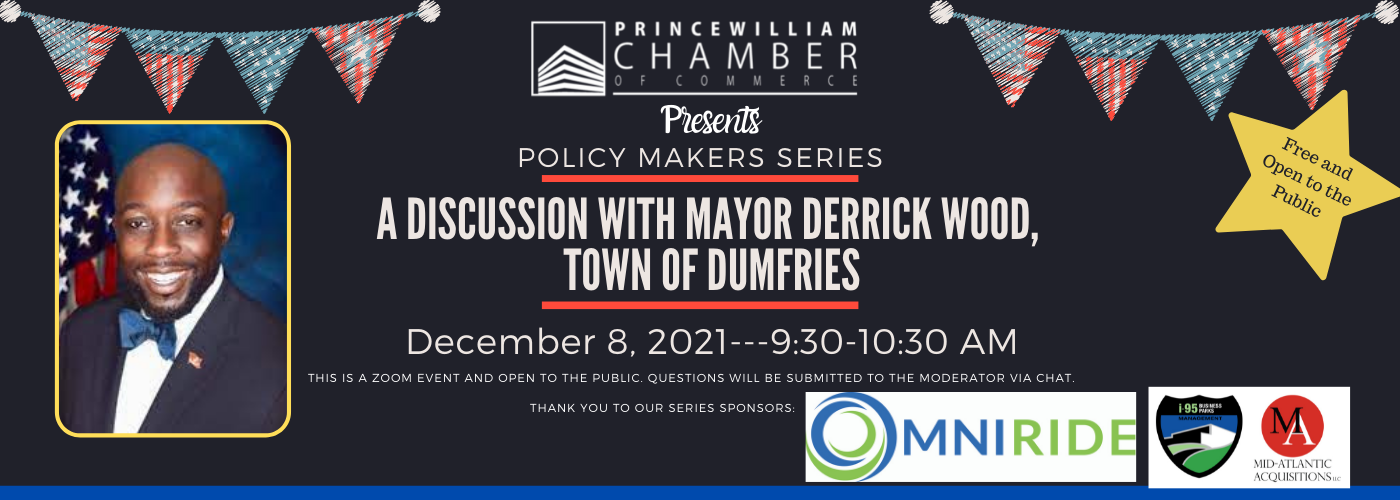 PRINCEWILLIAM
CHAMBER
OF COMMERCE
Presents
POLICY MAKERS SERIES
A DISCUSSION WITH MAYOR DERRICK WOOD,
TOWN OF DUMFRIES
December 8, 2021---9:30-10:30 AM
THIS IS A ZOOM EVENT AND OPEN TO THE PUBLIC. QUESTIONS WILL BE SUBMITTED TO THE MODERATOR VIA CHAT.
THANK YOU TO OUR SERIES SPONSORS:
Free and
Open to the
Public
OMNIRIDE
i-95 BUSINESS
PARKS
MANAGEMENT
MA
MID-ATLANTIC
ACQUISITIONS LLC